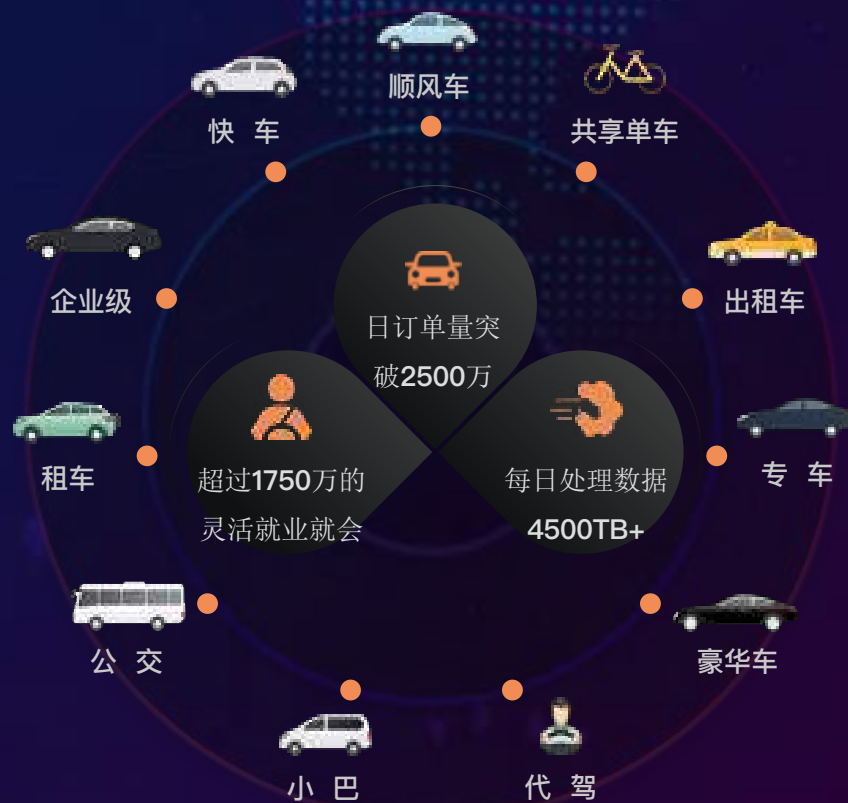 顺风车
快 车
共享单车
企业级
出租车
日订单量突
破2500万
租车
超过1750万的
灵活就业就会
每日处理数据
4500TB+
专 车
公 交
豪华车
小 巴
代 驾